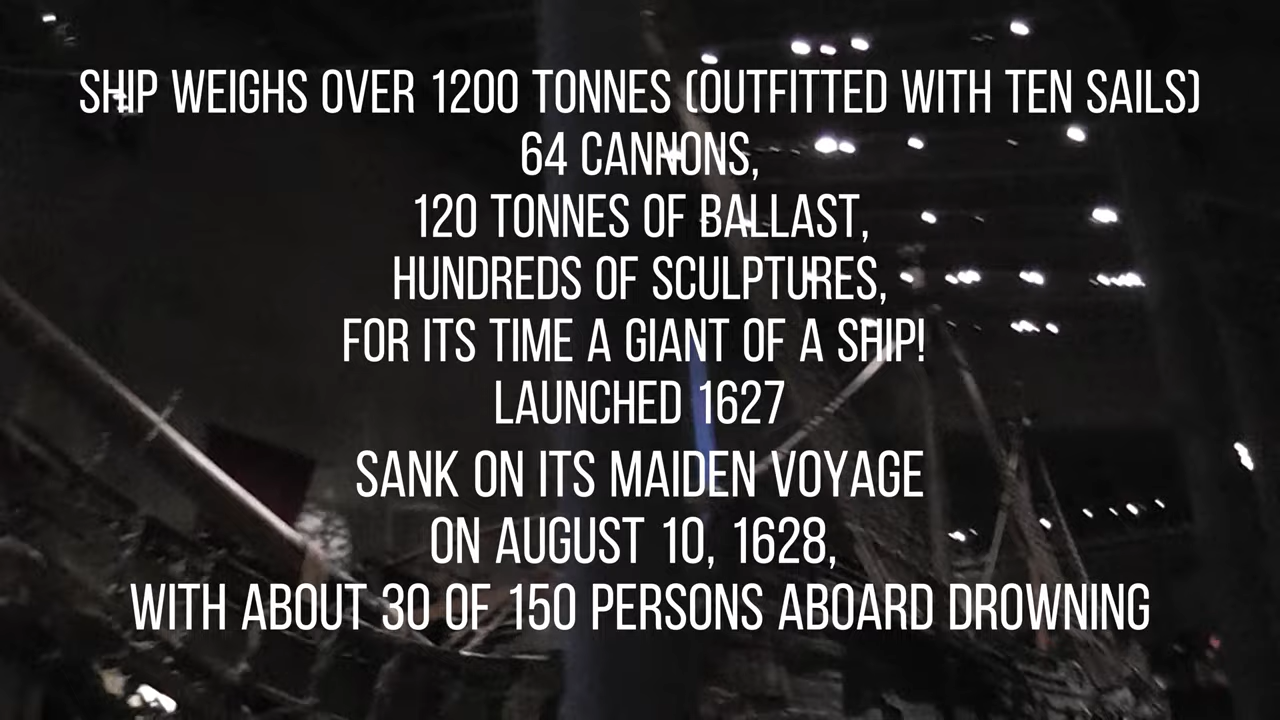 SHIP WEIGHS OVER 1200 TONNES (OUTFITTED WITH TEN SAILS)
64 CANNONS,
120 TONNES OF BALLAST,
HUNDREDS OF SCULPTURES,
FOR ITS TIME A GIANT OF A SHIP!
LAUNCHED 1627
SANK ON ITS MAIDEN VOYAGE
ON AUGUST 10, 1628,
WITH ABOUT 30 OF 150 PERSONS ABOARD DROWNING